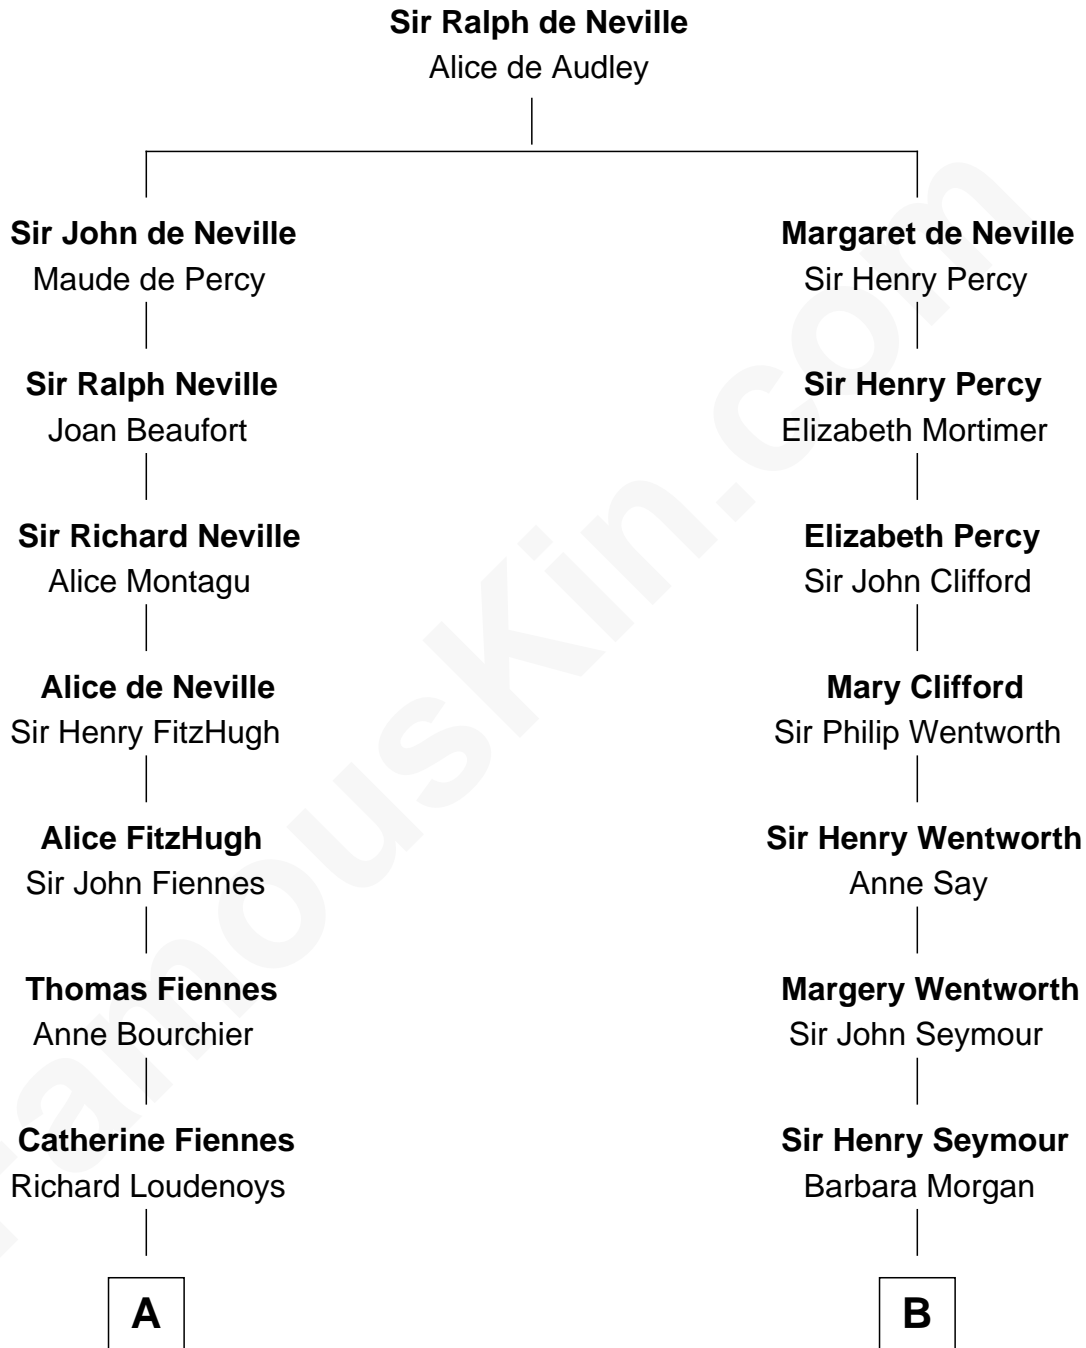 Sir Ralph de Neville
Alice de Audley
Sir John de Neville
Maude de Percy
Margaret de Neville
Sir Henry Percy
Sir Ralph Neville
Joan Beaufort
Sir Henry Percy
Elizabeth Mortimer
Sir Richard Neville
Alice Montagu
Elizabeth Percy
Sir John Clifford
Alice de Neville
Sir Henry FitzHugh
Mary Clifford
Sir Philip Wentworth
Alice FitzHugh
Sir John Fiennes
Sir Henry Wentworth
Anne Say
Thomas Fiennes
Anne Bourchier
Margery Wentworth
Sir John Seymour
Catherine Fiennes
Richard Loudenoys
Sir Henry Seymour
Barbara Morgan
A
B
FamousKin.com